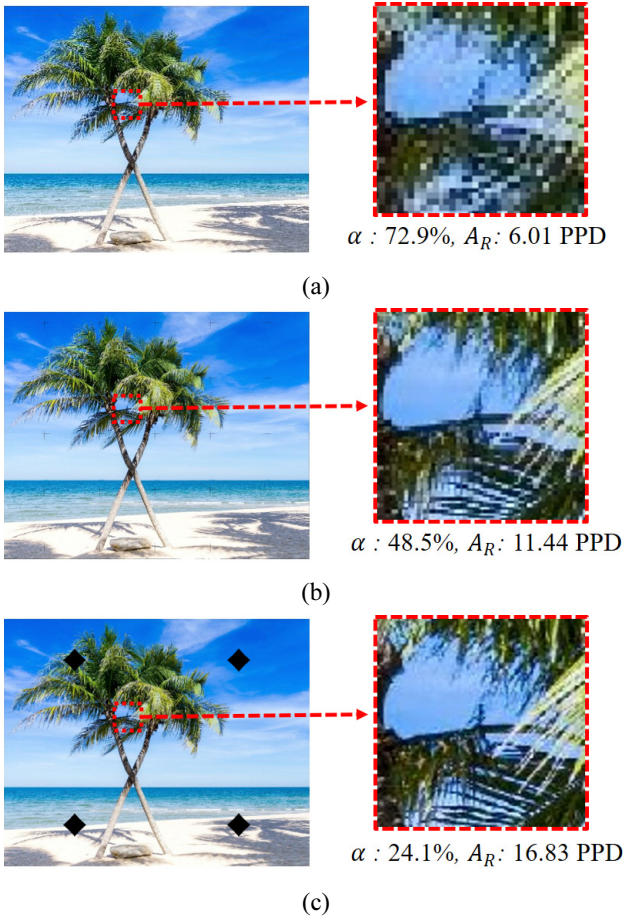 α : 72.9%, A_R: 6.01 PPD
(a)
α : 48.5%, A_R: 11.44 PPD
(b)
α : 24.1%, A_R: 16.83 PPD
(c)